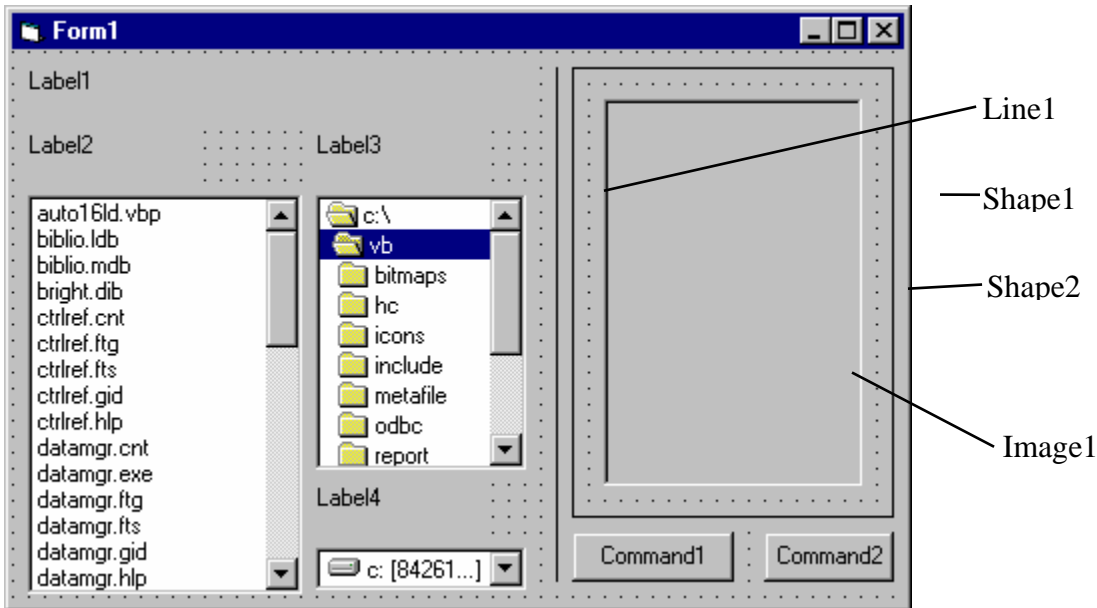 Form1
Label1
Label2
Label3
auto16ld.vbp
biblio.ldb
biblio.mdb
bright.dib
ctrlref.cnt
ctrlref.ftg
ctrlref.fts
ctrlref.gid
ctrlref.hlp
datamgr.cnt
datamgr.exe
datamgr.ftg
datamgr.fts
datamgr.gid
datamgr.hlp
c:\
vb
bitmaps
hc
icons
include
metafile
odbc
report
Label4
c: [84261...]
Command1
Command2
Line1
Shape1
Shape2
Image1